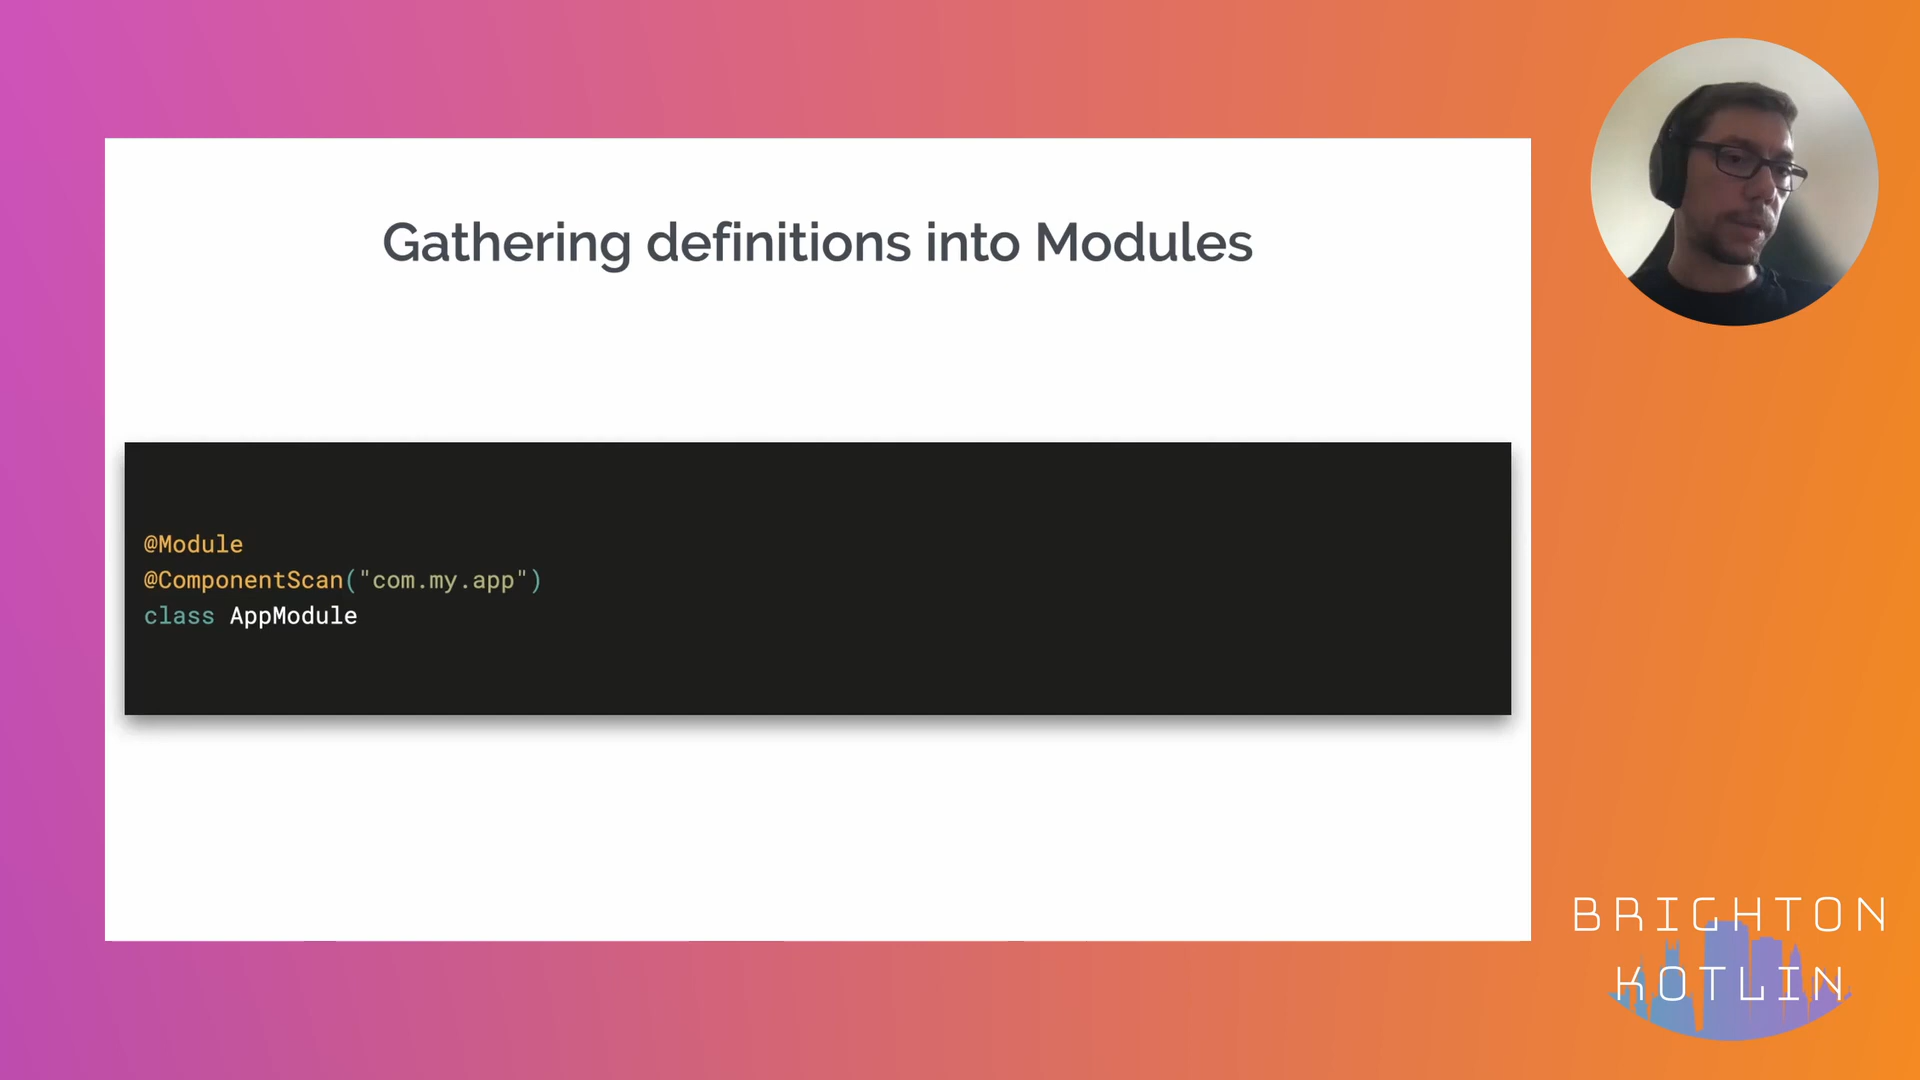 Gathering definitions into Modules
@Module
@ComponentScan("com.my.app")
class AppModule
BRIGHTON
KOTLIN